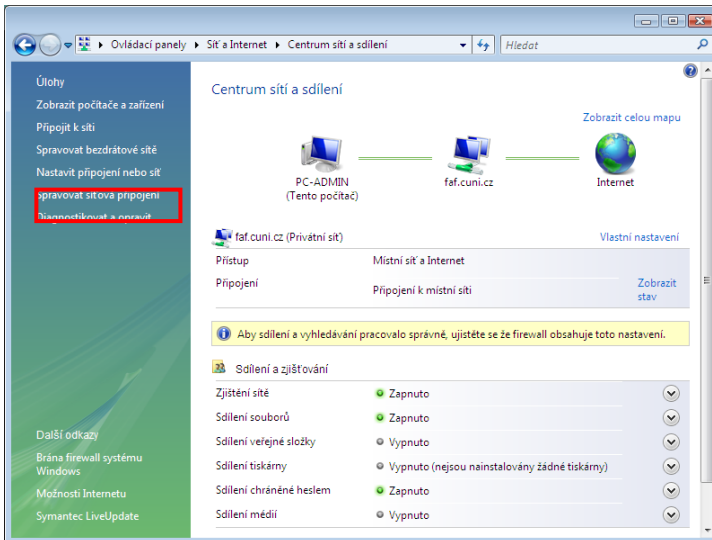 Ovládací panely ▸ Síť a Internet ▸ Centrum sítí a sdílení
Hledat
Úlohy
Zobrazit počítače a zařízení
Připojit k síti
Spravovat bezdrátové sítě
Nastavit připojení nebo síť
Spravovat síťová připojení
Diagnostikovat a opravit
Další odkazy
Brána firewall systému
Windows
Možnosti Internetu
Symantec LiveUpdate
Centrum sítí a sdílení
Zobrazit celou mapu
PC-ADMIN
(Tento počítač)
faf.cuni.cz
Internet
faf.cuni.cz (Privátní síť)
Vlastní nastavení
Přístup
Místní síť a Internet
Připojení
Připojení k místní síti
Zobrazit
stav
Aby sdílení a vyhledávání pracovalo správně, ujistěte se že firewall obsahuje toto nastavení.
Sdílení a zjišťování
Zjištění sítě
Zapnuto
Sdílení souborů
Zapnuto
Sdílení veřejné složky
Vypnuto
Sdílení tiskárny
Vypnuto (nejsou nainstalovány žádné tiskárny)
Sdílení chráněné heslem
Zapnuto
Sdílení médií
Vypnuto